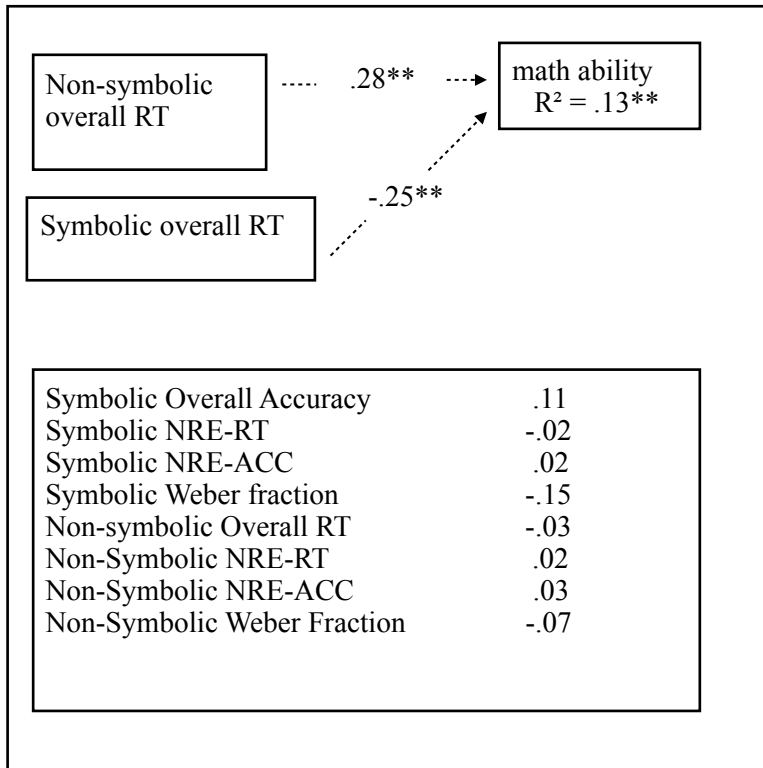 Non-symbolic
overall RT
.28**
math ability
R² = .13**
-.25**
Symbolic overall RT
Symbolic Overall Accuracy .11
Symbolic NRE-RT -.02
Symbolic NRE-ACC .02
Symbolic Weber fraction -.15
Non-symbolic Overall RT -.03
Non-Symbolic NRE-RT .02
Non-Symbolic NRE-ACC .03
Non-Symbolic Weber Fraction -.07